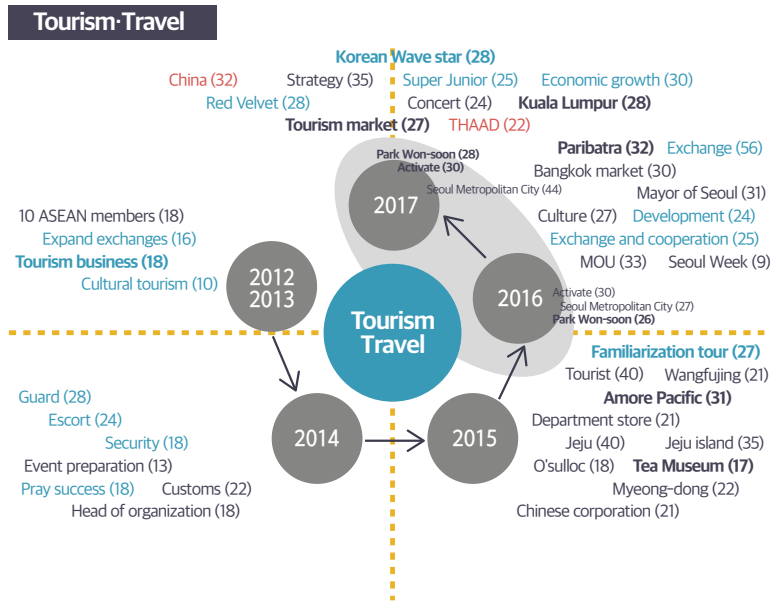 Tourism·Travel
Korean Wave star (28)
China (32) Strategy (35) Super Junior (25) Economic growth (30)
Red Velvet (28) Concert (24) Kuala Lumpur (28)
Tourism market (27) THAAD (22)
Park Won-soon (28)
Activate (30)
Seoul Metropolitan City (44)
2017
Paribatra (32) Exchange (56)
Bangkok market (30)
Mayor of Seoul (31)
Culture (27) Development (24)
Exchange and cooperation (25)
MOU (33) Seoul Week (9)
10 ASEAN members (18)
Expand exchanges (16)
Tourism business (18)
Cultural tourism (10)
2012
2013
2016
Activate (30)
Seoul Metropolitan City (27)
Park Won-soon (26)
Tourism
Travel
Familiarization tour (27)
Tourist (40) Wangfujing (21)
Amore Pacific (31)
Department store (21)
Jeju (40) Jeju island (35)
O'sulloc (18) Tea Museum (17)
Myeong-dong (22)
Chinese corporation (21)
Guard (28)
Escort (24)
Security (18)
Event preparation (13)
Pray success (18) Customs (22)
Head of organization (18)
2014
2015